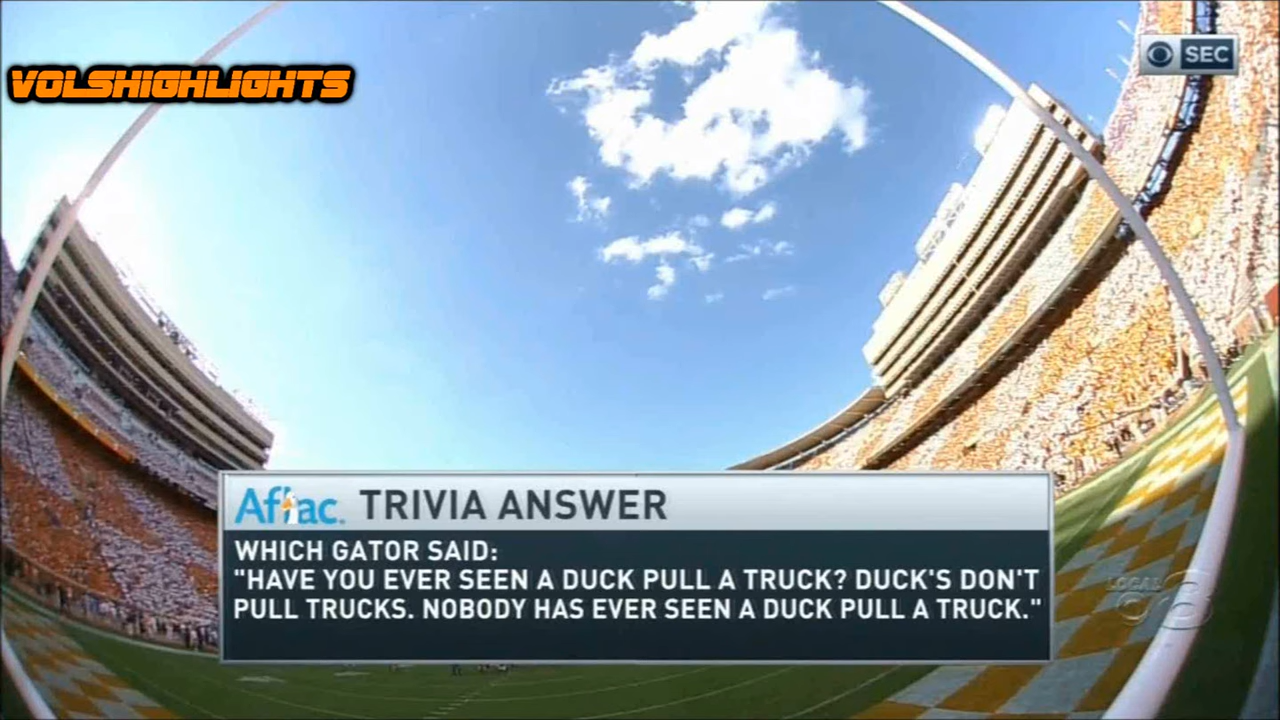 VOLSHIGHLIGHTS
SEC
Aflac. TRIVIA ANSWER
WHICH GATOR SAID:
"HAVE YOU EVER SEEN A DUCK PULL A TRUCK? DUCK'S DON'T
PULL TRUCKS. NOBODY HAS EVER SEEN A DUCK PULL A TRUCK."
LOCAL 8